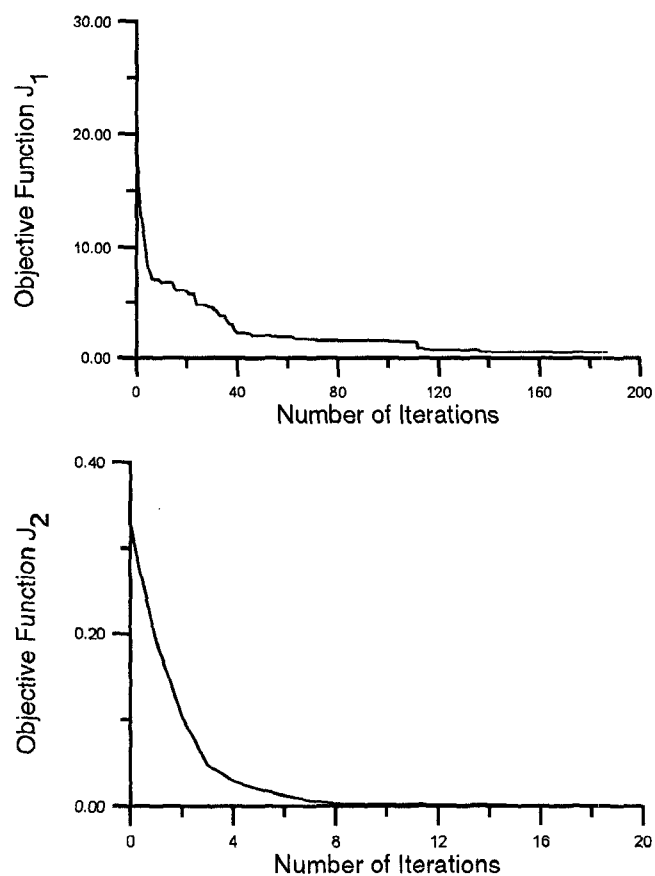 30.00
20.00
10.00
0.00
Objective Function J1
0 40 80 120 160 200
Number of Iterations
0.40
0.20
0.00
Objective Function J2
0 4 8 12 16 20
Number of Iterations